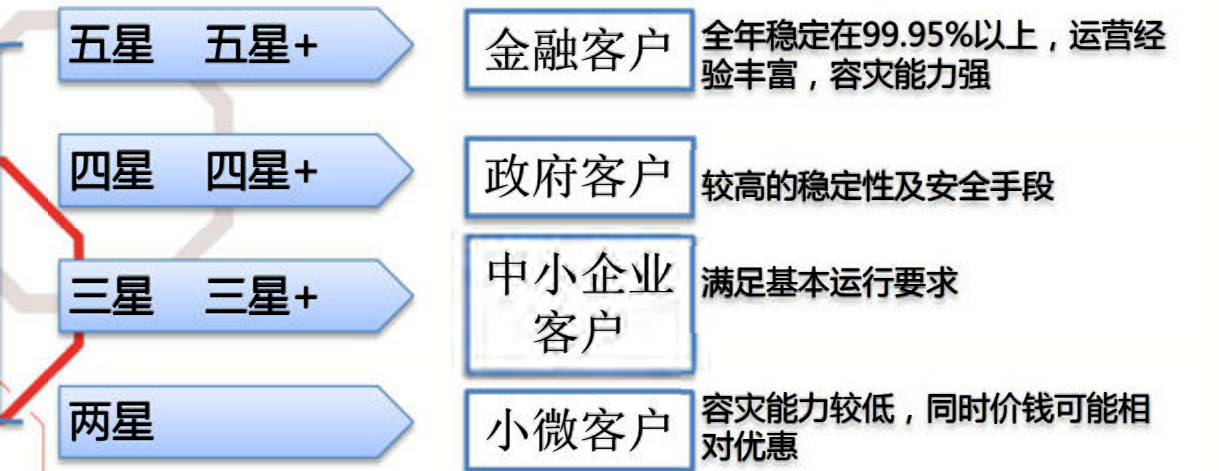 五星 五星+
金融客户
全年稳定在99.95%以上，运营经
验丰富，容灾能力强
四星 四星+
政府客户
较高的稳定性及安全手段
三星 三星+
中小企业
客户
满足基本运行要求
两星
小微客户
容灾能力较低，同时价钱可能相
对优惠